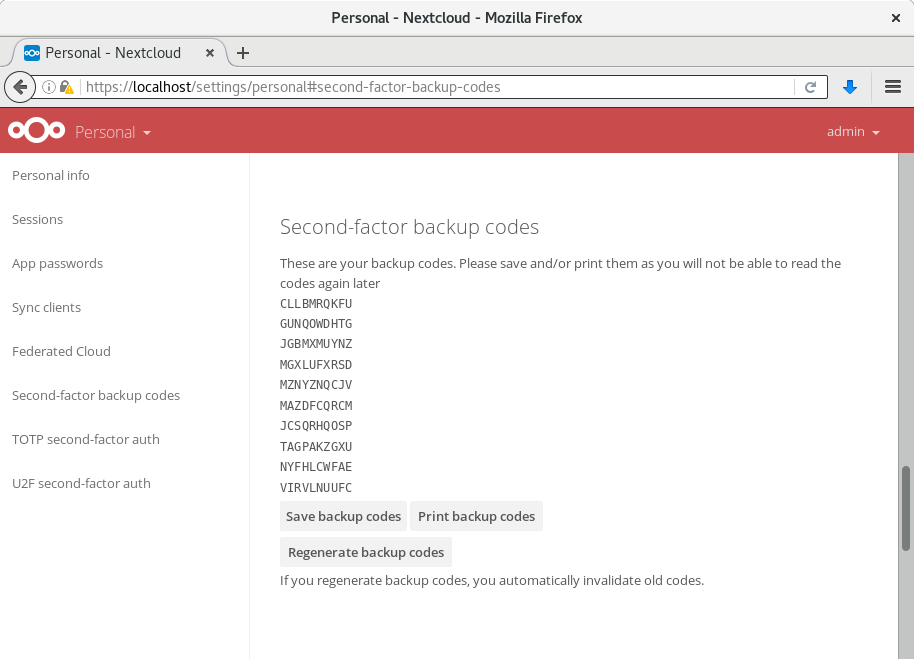 Personal - Nextcloud - Mozilla Firefox
Personal - Nextcloud
https://localhost/settings/personal#second-factor-backup-codes
Personal
admin
Personal info
Sessions
App passwords
Sync clients
Federated Cloud
Second-factor backup codes
TOTP second-factor auth
U2F second-factor auth
Second-factor backup codes
These are your backup codes. Please save and/or print them as you will not be able to read the
codes again later
CLLBMRQKFU
GUNQOWDHTG
JGBMXMUYNZ
MGXLUFXRSD
MZNYZNQCJV
MAZDFCQRCM
JCSQRHQOSP
TAGPAKZGXU
NYFHLCWFAE
VIRVLNUUFC
Save backup codes
Print backup codes
Regenerate backup codes
If you regenerate backup codes, you automatically invalidate old codes.